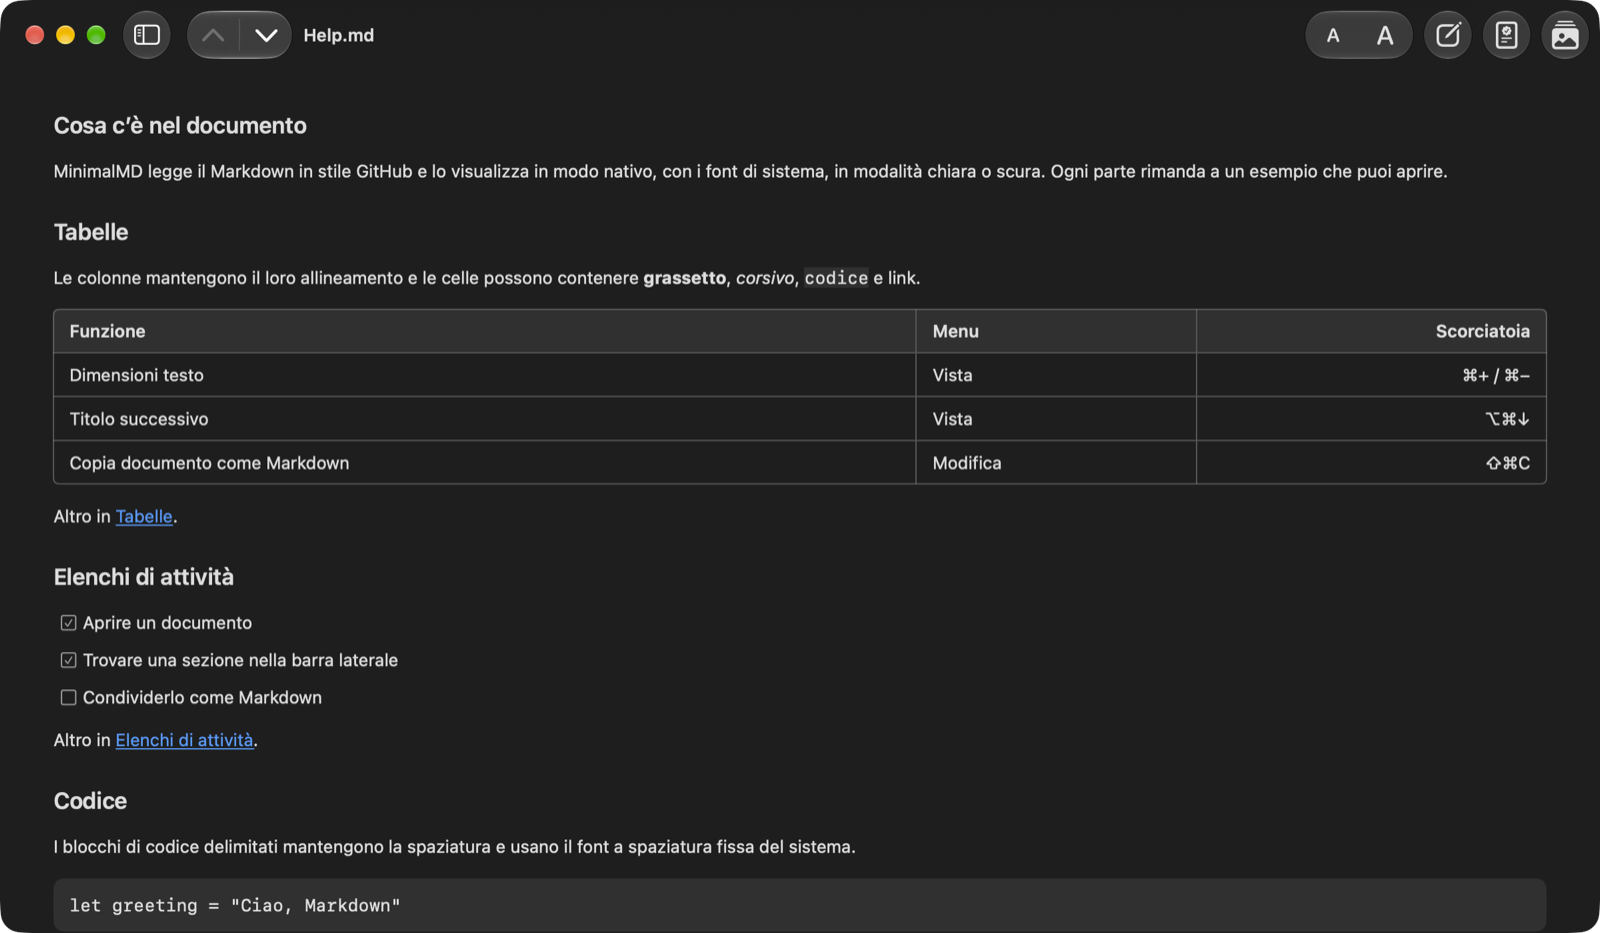 Help.md
A A
Cosa c’è nel documento
MinimalMD legge il Markdown in stile GitHub e lo visualizza in modo nativo, con i font di sistema, in modalità chiara o scura. Ogni parte rimanda a un esempio che puoi aprire.
Tabelle
Le colonne mantengono il loro allineamento e le celle possono contenere grassetto, corsivo, codice e link.
Funzione Menu Scorciatoia
Dimensioni testo Vista ⌘+ / ⌘−
Titolo successivo Vista ⌥⌘↓
Copia documento come Markdown Modifica ⇧⌘C
Altro in Tabelle.
Elenchi di attività
Aprire un documento
Trovare una sezione nella barra laterale
Condividerlo come Markdown
Altro in Elenchi di attività.
Codice
I blocchi di codice delimitati mantengono la spaziatura e usano il font a spaziatura fissa del sistema.
let greeting = "Ciao, Markdown"